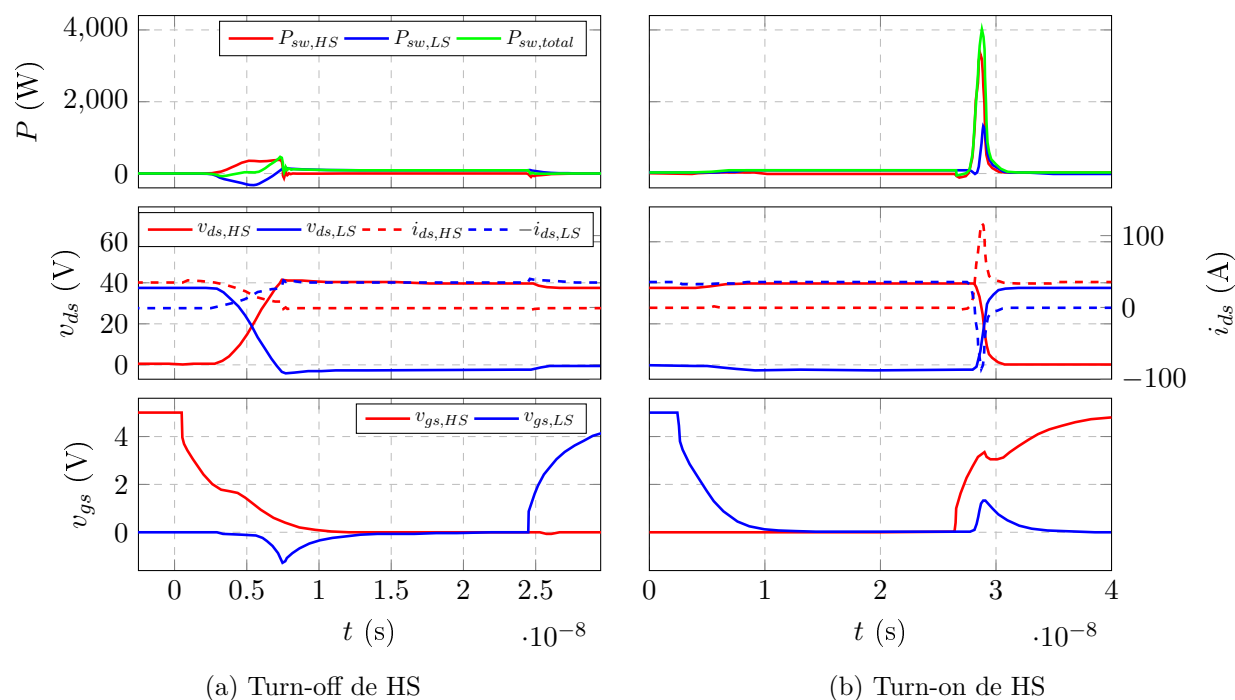 P_{sw,HS} P_{sw,LS} P_{sw,total}
4,000
2,000
0
P (W)
v_{ds,HS} v_{ds,LS} i_{ds,HS} −i_{ds,LS}
60
40
20
0
v_{ds} (V)
100
0
−100
i_{ds} (A)
v_{gs,HS} v_{gs,LS}
4
2
0
v_{gs} (V)
0 0.5 1 1.5 2 2.5
t (s)
·10⁻⁸
0 1 2 3 4
t (s)
·10⁻⁸
(a) Turn-off de HS
(b) Turn-on de HS